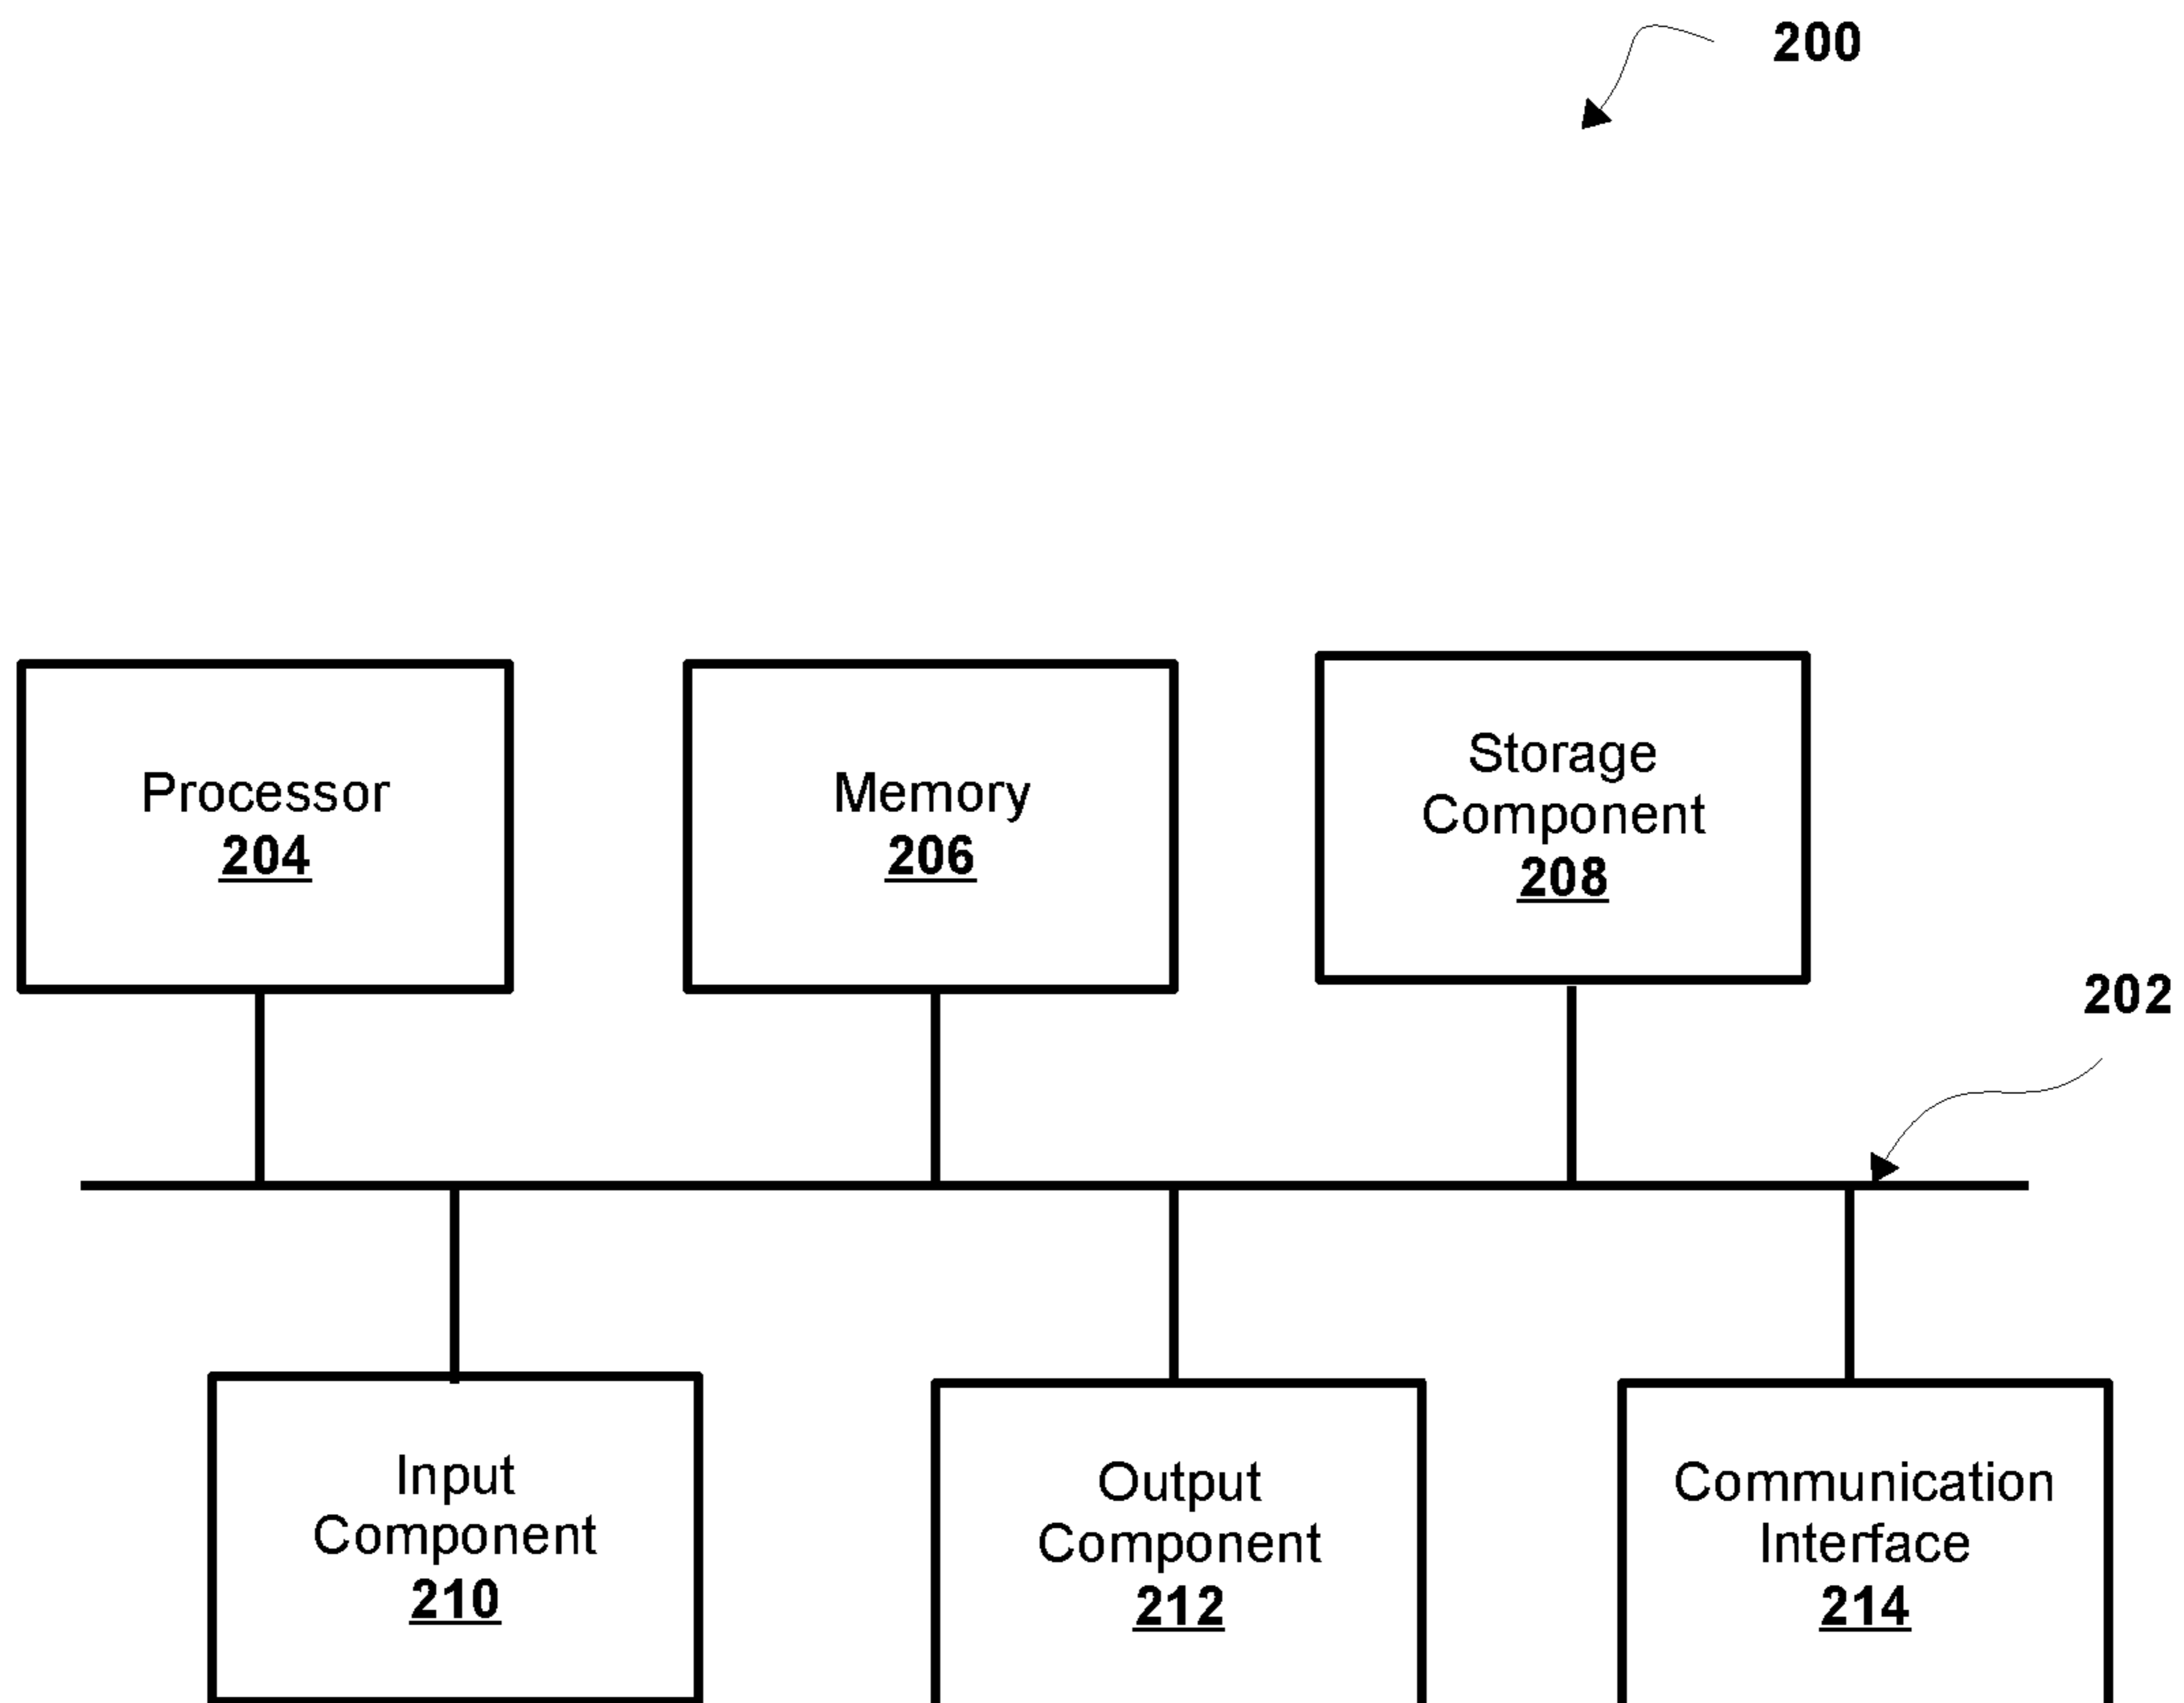 200
Processor
204
Memory
206
Storage
Component
208
202
Input
Component
210
Output
Component
212
Communication
Interface
214